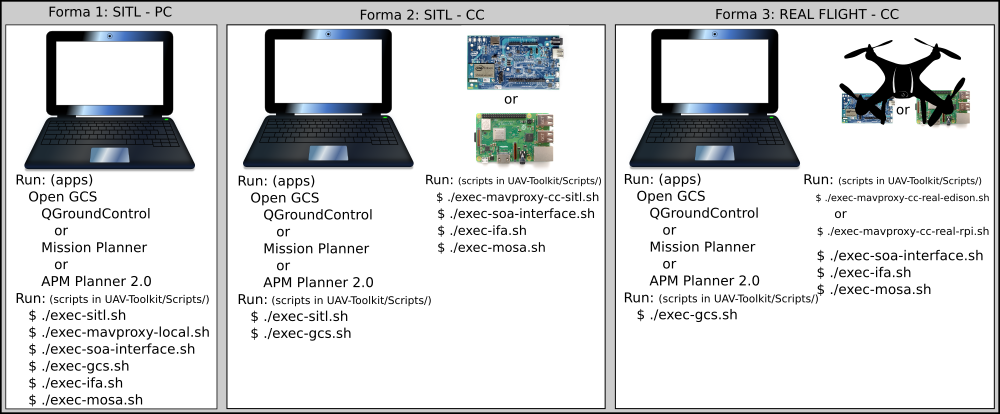 Forma 1: SITL - PC
Run: (apps)
Open GCS
QGroundControl
or
Mission Planner
or
APM Planner 2.0
Run: (scripts in UAV-Toolkit/Scripts/)
$ ./exec-sitl.sh
$ ./exec-mavproxy-local.sh
$ ./exec-soa-interface.sh
$ ./exec-gcs.sh
$ ./exec-ifa.sh
$ ./exec-mosa.sh
Forma 2: SITL - CC
Run: (apps)
Open GCS
QGroundControl
or
Mission Planner
or
APM Planner 2.0
Run: (scripts in UAV-Toolkit/Scripts/)
$ ./exec-sitl.sh
$ ./exec-gcs.sh
or
Run: (scripts in UAV-Toolkit/Scripts/)
$ ./exec-mavproxy-cc-sitl.sh
$ ./exec-soa-interface.sh
$ ./exec-ifa.sh
$ ./exec-mosa.sh
Forma 3: REAL FLIGHT - CC
Run: (apps)
Open GCS
QGroundControl
or
Mission Planner
or
APM Planner 2.0
Run: (scripts in UAV-Toolkit/Scripts/)
$ ./exec-gcs.sh
or
Run: (scripts in UAV-Toolkit/Scripts/)
$ ./exec-mavproxy-cc-real-edison.sh
or
$ ./exec-mavproxy-cc-real-rpi.sh
$ ./exec-soa-interface.sh
$ ./exec-ifa.sh
$ ./exec-mosa.sh